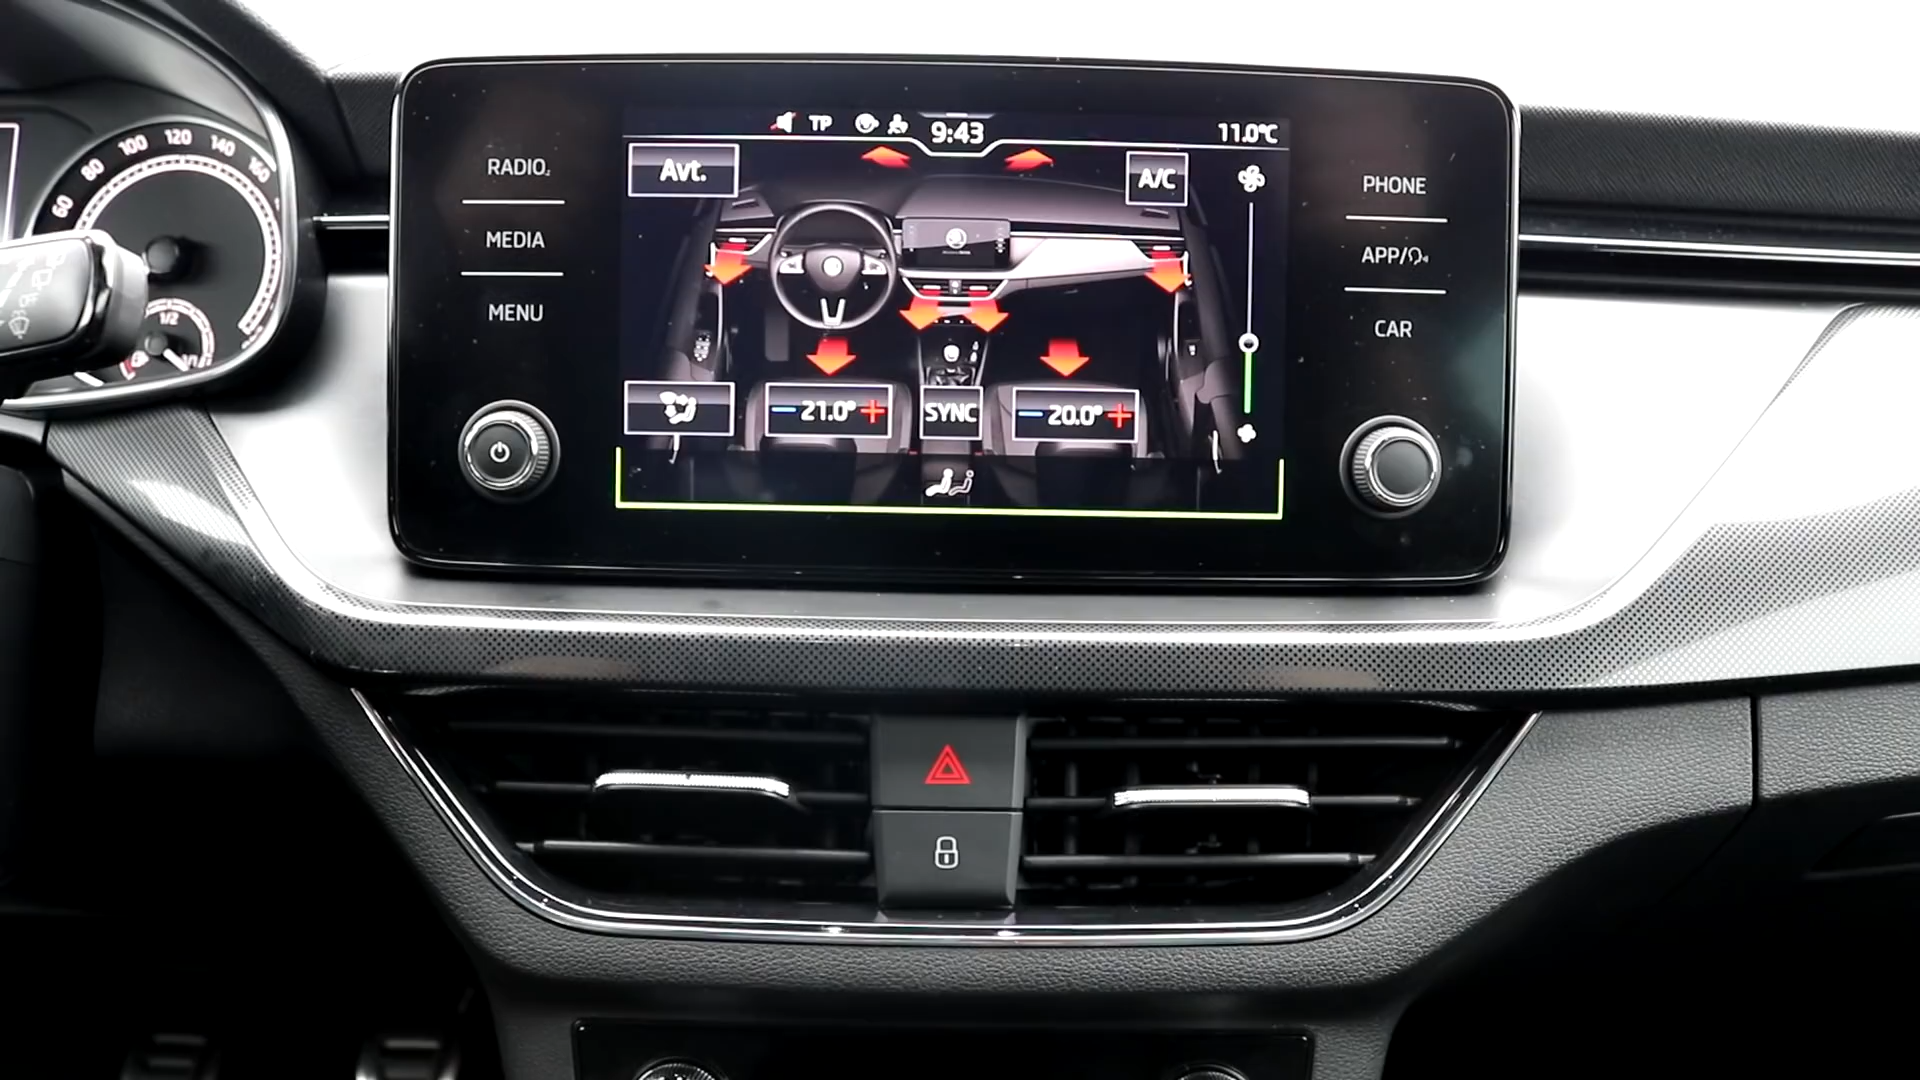 60
80
100
120
140
160
1/2
OFF
RADIO
MEDIA
MENU
TP
9:43
11.0°C
Avt.
A/C
- 21.0° +
SYNC
- 20.0° +
PHONE
APP/
CAR